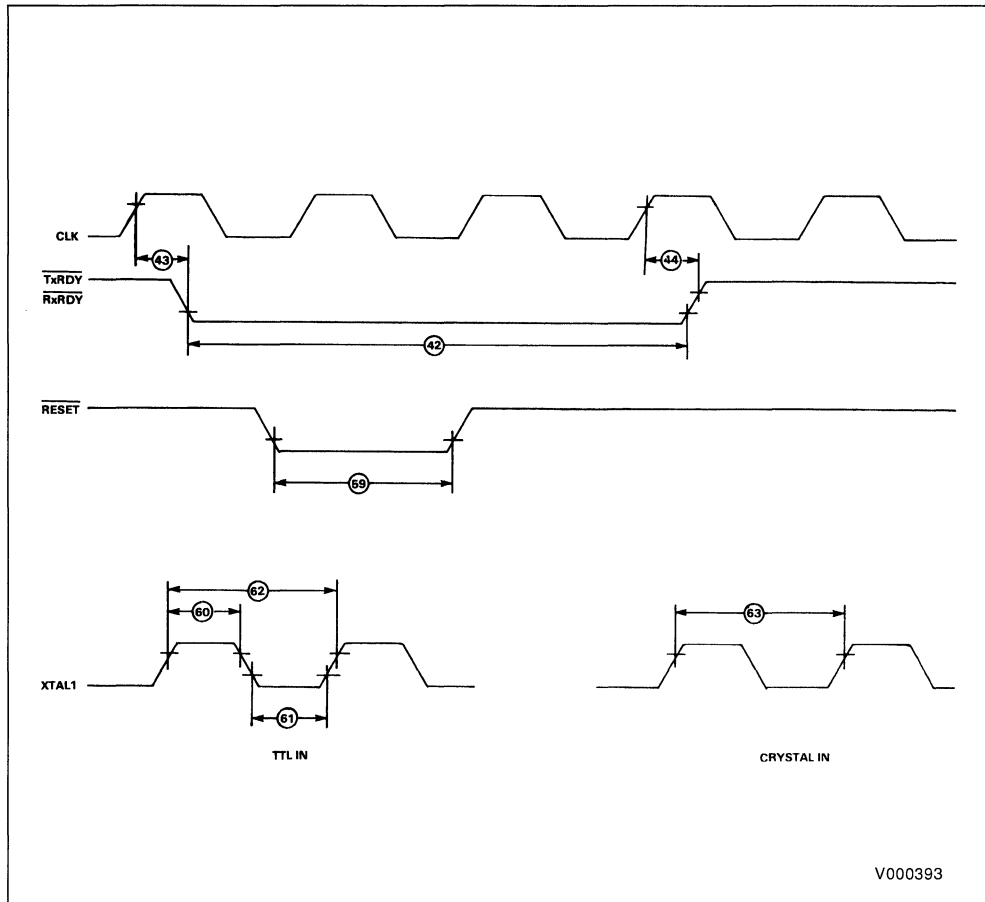 CLK
43
44
TxRDY
RxRDY
42
RESET
59
62
60
63
XTAL1
61
TTL IN
CRYSTAL IN
V000393